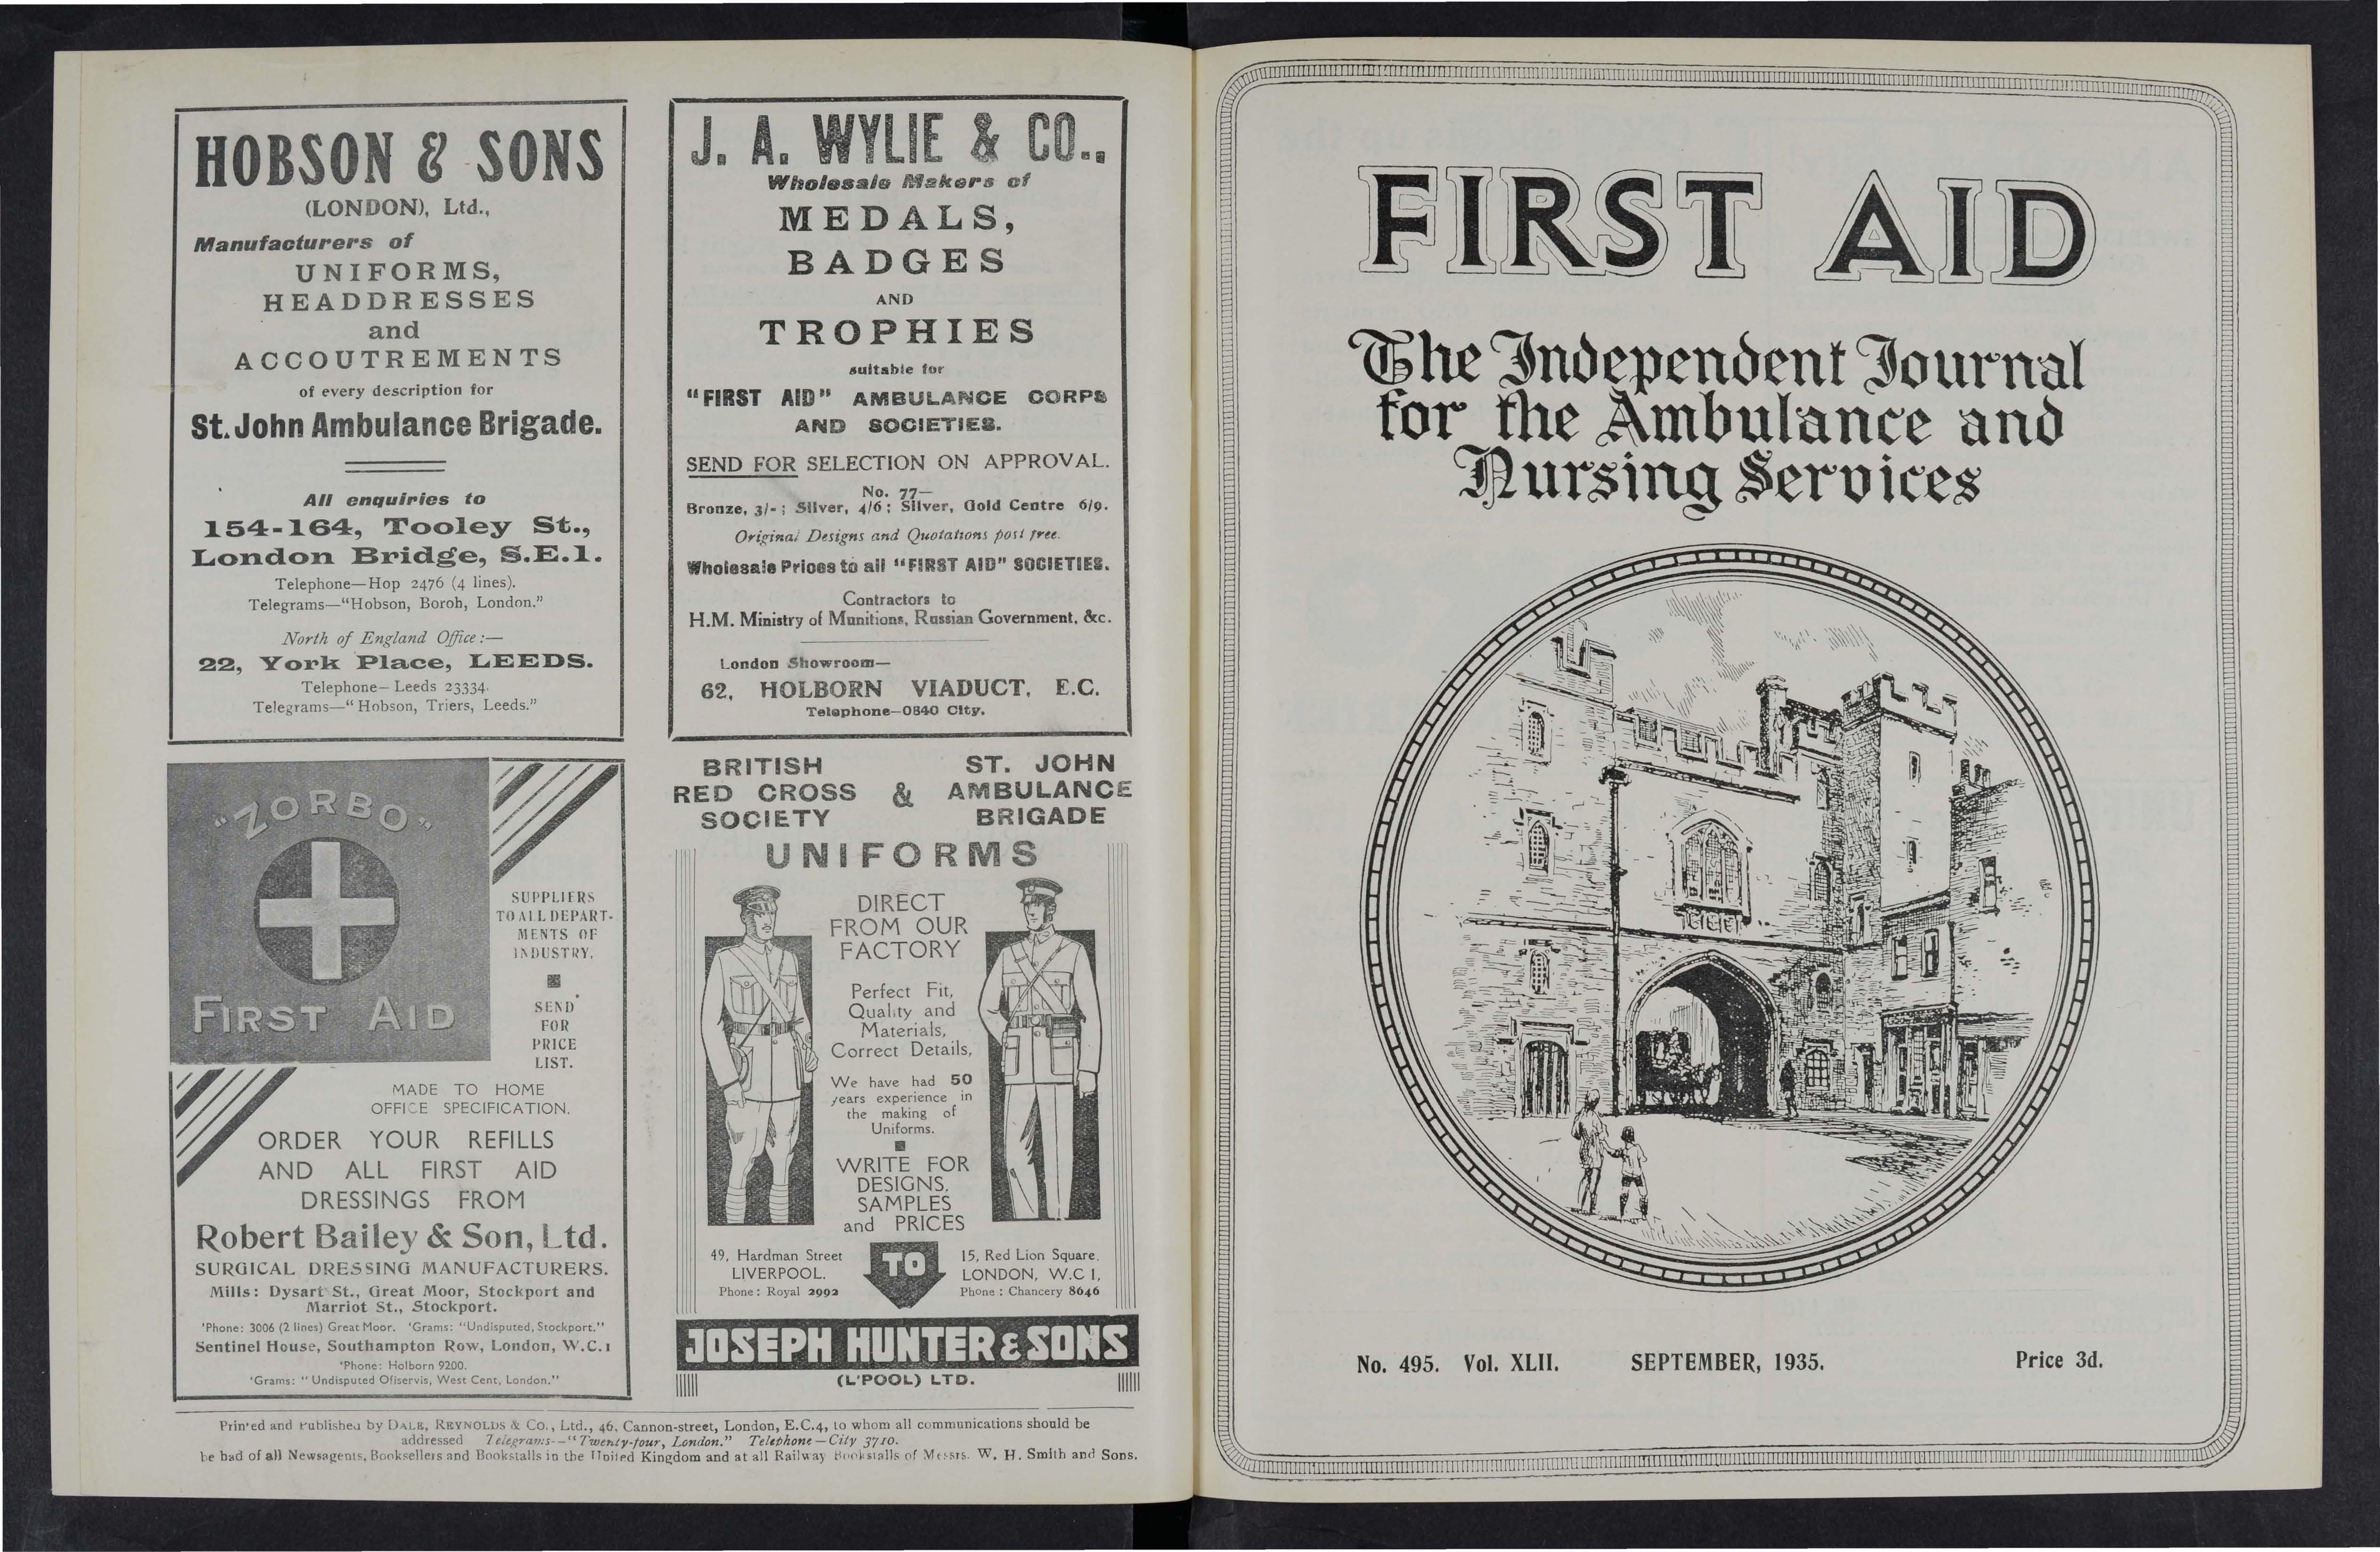 HOBSON & SONS
(LONDON), Ltd.,
Manufacturers of
UNIFORMS,
HEADDRESSES
and
ACCOUTREMENTS
of every description for
St. John Ambulance Brigade.
All enquiries to
154-164, Tooley St.,
London Bridge, S.E.1.
Telephone—Hop 2476 (4 lines).
Telegrams—"Hobson, Boroh, London."
North of England Office:—
22, York Place, LEEDS.
Telephone—Leeds 23334.
Telegrams—"Hobson, Triers, Leeds."
J. A. WYLIE & CO.,
Wholesale Makers of
MEDALS,
BADGES
AND
TROPHIES
suitable for
"FIRST AID" AMBULANCE CORPS
AND SOCIETIES.
SEND FOR SELECTION ON APPROVAL.
No. 77—
Bronze, 3/-; Silver, 4/6; Silver, Gold Centre 6/9.
Original Designs and Quotations post free.
Wholesale Prices to all "FIRST AID" SOCIETIES.
Contractors to
H.M. Ministry of Munitions, Russian Government, &c.
London Showroom—
62, HOLBORN VIADUCT, E.C.
Telephone—0840 City.
"ZORBO"
FIRST AID
SUPPLIERS
TO ALL DEPART-
MENTS OF
INDUSTRY.
SEND
FOR
PRICE
LIST.
MADE TO HOME
OFFICE SPECIFICATION.
ORDER YOUR REFILLS
AND ALL FIRST AID
DRESSINGS FROM
Robert Bailey & Son, Ltd.
SURGICAL DRESSING MANUFACTURERS.
Mills: Dysart St., Great Moor, Stockport and
Marriot St., Stockport.
'Phone: 3006 (2 lines) Great Moor. 'Grams: "Undisputed, Stockport."
Sentinel House, Southampton Row, London, W.C.1
'Phone: Holborn 9200.
'Grams: "Undisputed Ofiservis, West Cent, London."
BRITISH
RED CROSS
SOCIETY
&
ST. JOHN
AMBULANCE
BRIGADE
UNIFORMS
DIRECT
FROM OUR
FACTORY
Perfect Fit,
Quality and
Materials,
Correct Details,
We have had 50
years experience in
the making of
Uniforms.
WRITE FOR
DESIGNS,
SAMPLES
and PRICES
TO
49, Hardman Street
LIVERPOOL.
Phone: Royal 2992
15, Red Lion Square,
LONDON, W.C 1,
Phone: Chancery 8646
JOSEPH HUNTER & SONS
(L'POOL) LTD.
Printed and Published by DALE, REYNOLDS & Co., Ltd., 46, Cannon-street, London, E.C.4, to whom all communications should be
addressed Telegrams--"Twenty-four, London." Telephone—City 3710.
be had of all Newsagents, Booksellers and Bookstalls in the United Kingdom and at all Railway Bookstalls of Messrs. W. H. Smith and Sons.
FIRST AID
The Independent Journal
for the Ambulance and
Nursing Services
No. 495. Vol. XLII. SEPTEMBER, 1935. Price 3d.